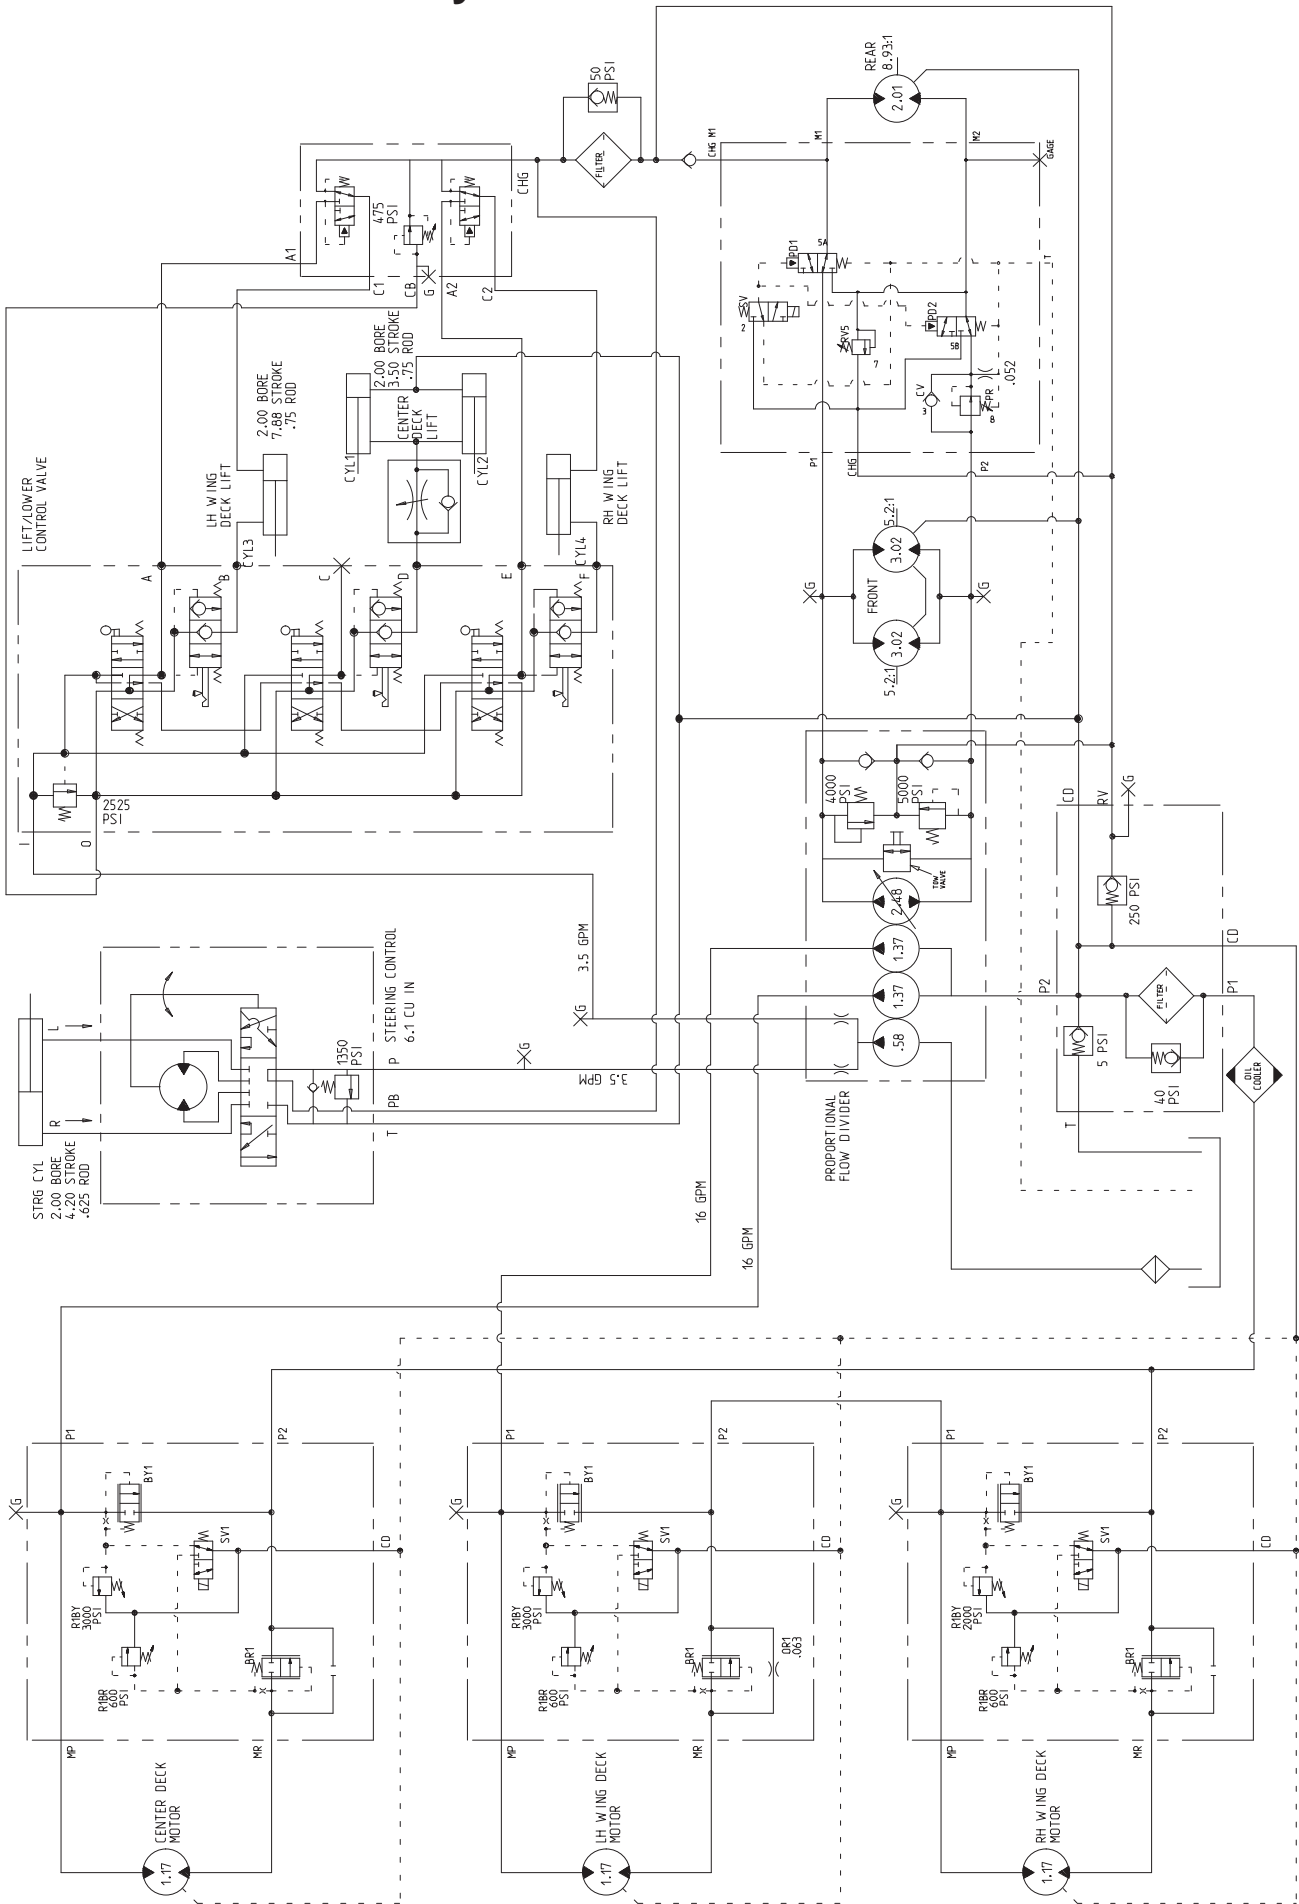 y
50
PSI
REAR
8.93:1
2.01
FILTER
CHG
CHG M1
M1
M2
GAGE
A1
475
PSI
C1
CB
G
A2
C2
LIFT/LOWER
CONTROL VALVE
LH WING
DECK LIFT
2.00 BORE
7.88 STROKE
.75 ROD
CYL3
CYL1
2.00 BORE
3.50 STROKE
.75 ROD
CENTER
DECK
LIFT
CYL2
RH WING
DECK LIFT
CYL4
A
B
C
D
E
F
2525
PSI
I
O
PD1
5A
SV
2
RV5
7
PD2
5B
CV
3
PR
8
.052
T
P1
CHG
P2
5.2:1
3.02
FRONT
3.02
5.2:1
G
G
4000
PSI
5000
PSI
TOW
VALVE
2.48
1.37
1.37
.58
PROPORTIONAL
FLOW DIVIDER
CD
RV
G
250 PSI
CD
P2
P1
FILTER
5 PSI
40
PSI
T
OIL
COOLER
STRG CYL
2.00 BORE
4.20 STROKE
.625 ROD
L
R
STEERING CONTROL
6.1 CU IN
1350
PSI
P
PB
T
3.5 GPM
G
G
3.5 GPM
16 GPM
16 GPM
G
P1
P2
BY1
SV1
CD
R1BY
3000
PSI
R1BR
600
PSI
BR1
MP
MR
CENTER DECK
MOTOR
1.17
G
P1
P2
BY1
SV1
CD
R1BY
3000
PSI
R1BR
600
PSI
BR1
OR1
.063
MP
MR
LH WING DECK
MOTOR
1.17
G
P1
P2
BY1
SV1
CD
R1BY
2000
PSI
R1BR
600
PSI
BR1
MP
MR
RH WING DECK
MOTOR
1.17